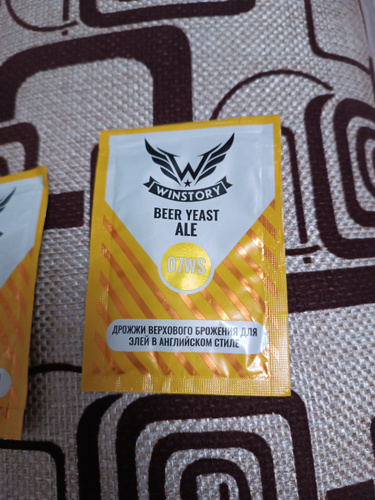 WINSTORY
BEER YEAST
ALE
07WS
ДРОЖЖИ ВЕРХОВОГО БРОЖЕНИЯ ДЛЯ
ЭЛЕЙ В АНГЛИЙСКОМ СТИЛЕ